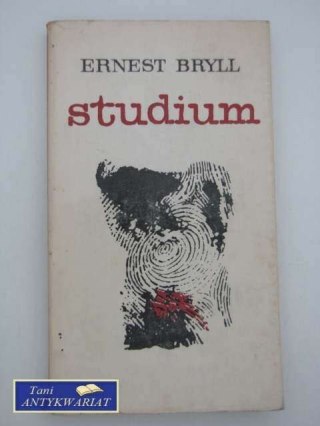 ERNEST BRYLL
studium
Tani
ANTYKWARIAT